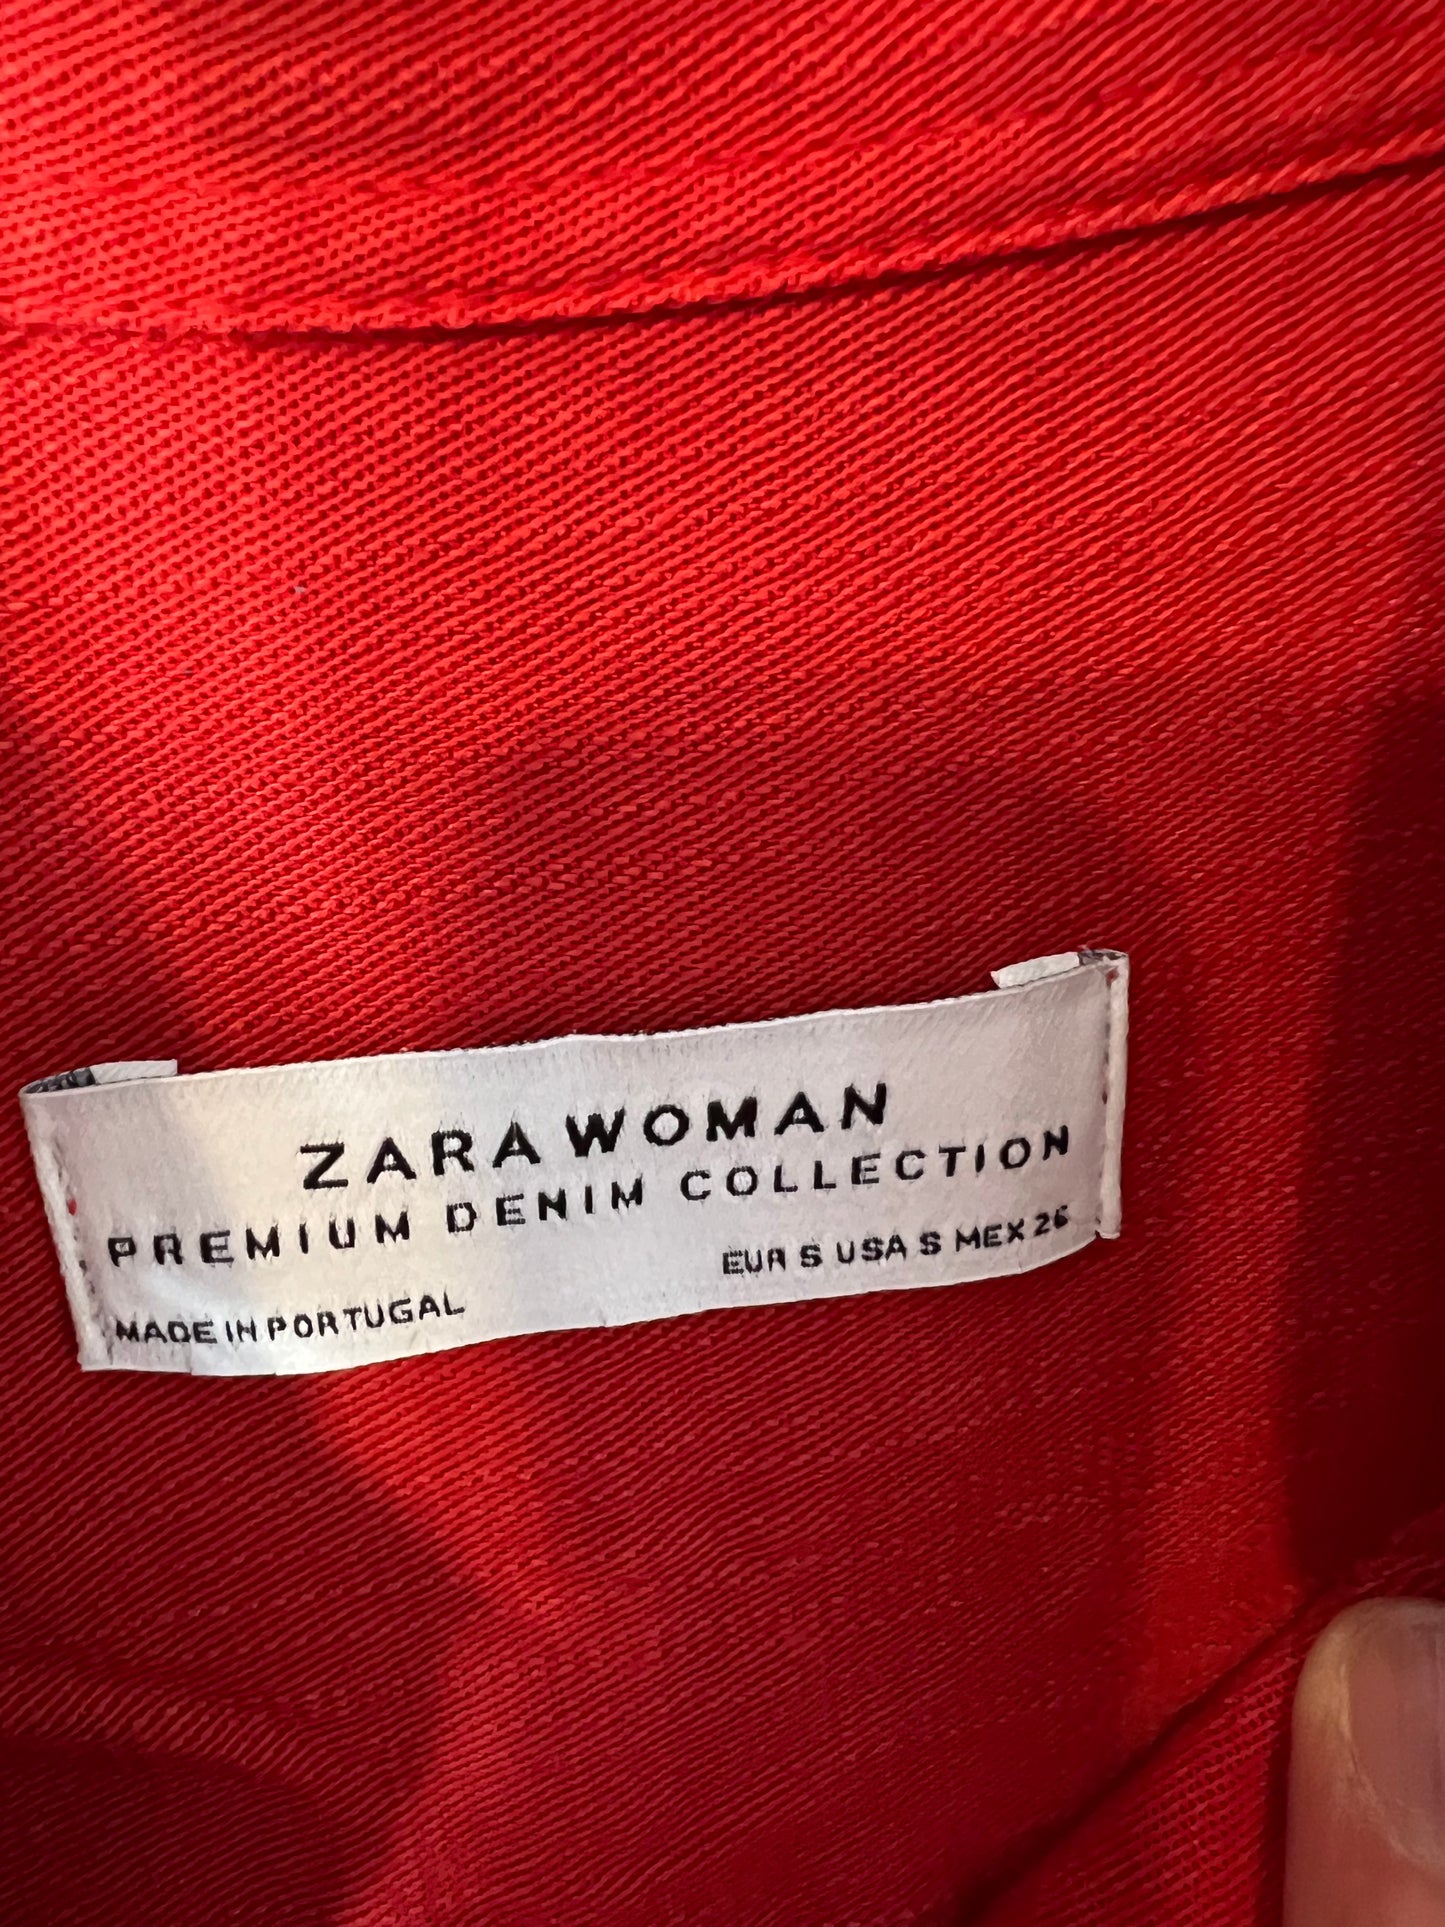 ZARA WOMAN
PREMIUM DENIM COLLECTION
EUR S USA S MEX 26
MADE IN PORTUGAL